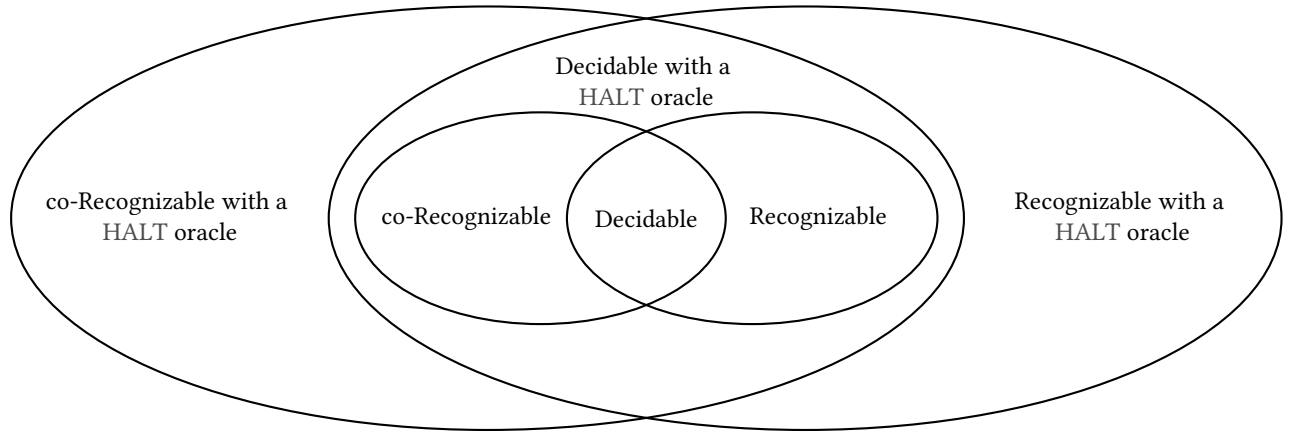 Decidable with a
HALT oracle
co-Recognizable with a
HALT oracle
co-Recognizable
Decidable
Recognizable
Recognizable with a
HALT oracle